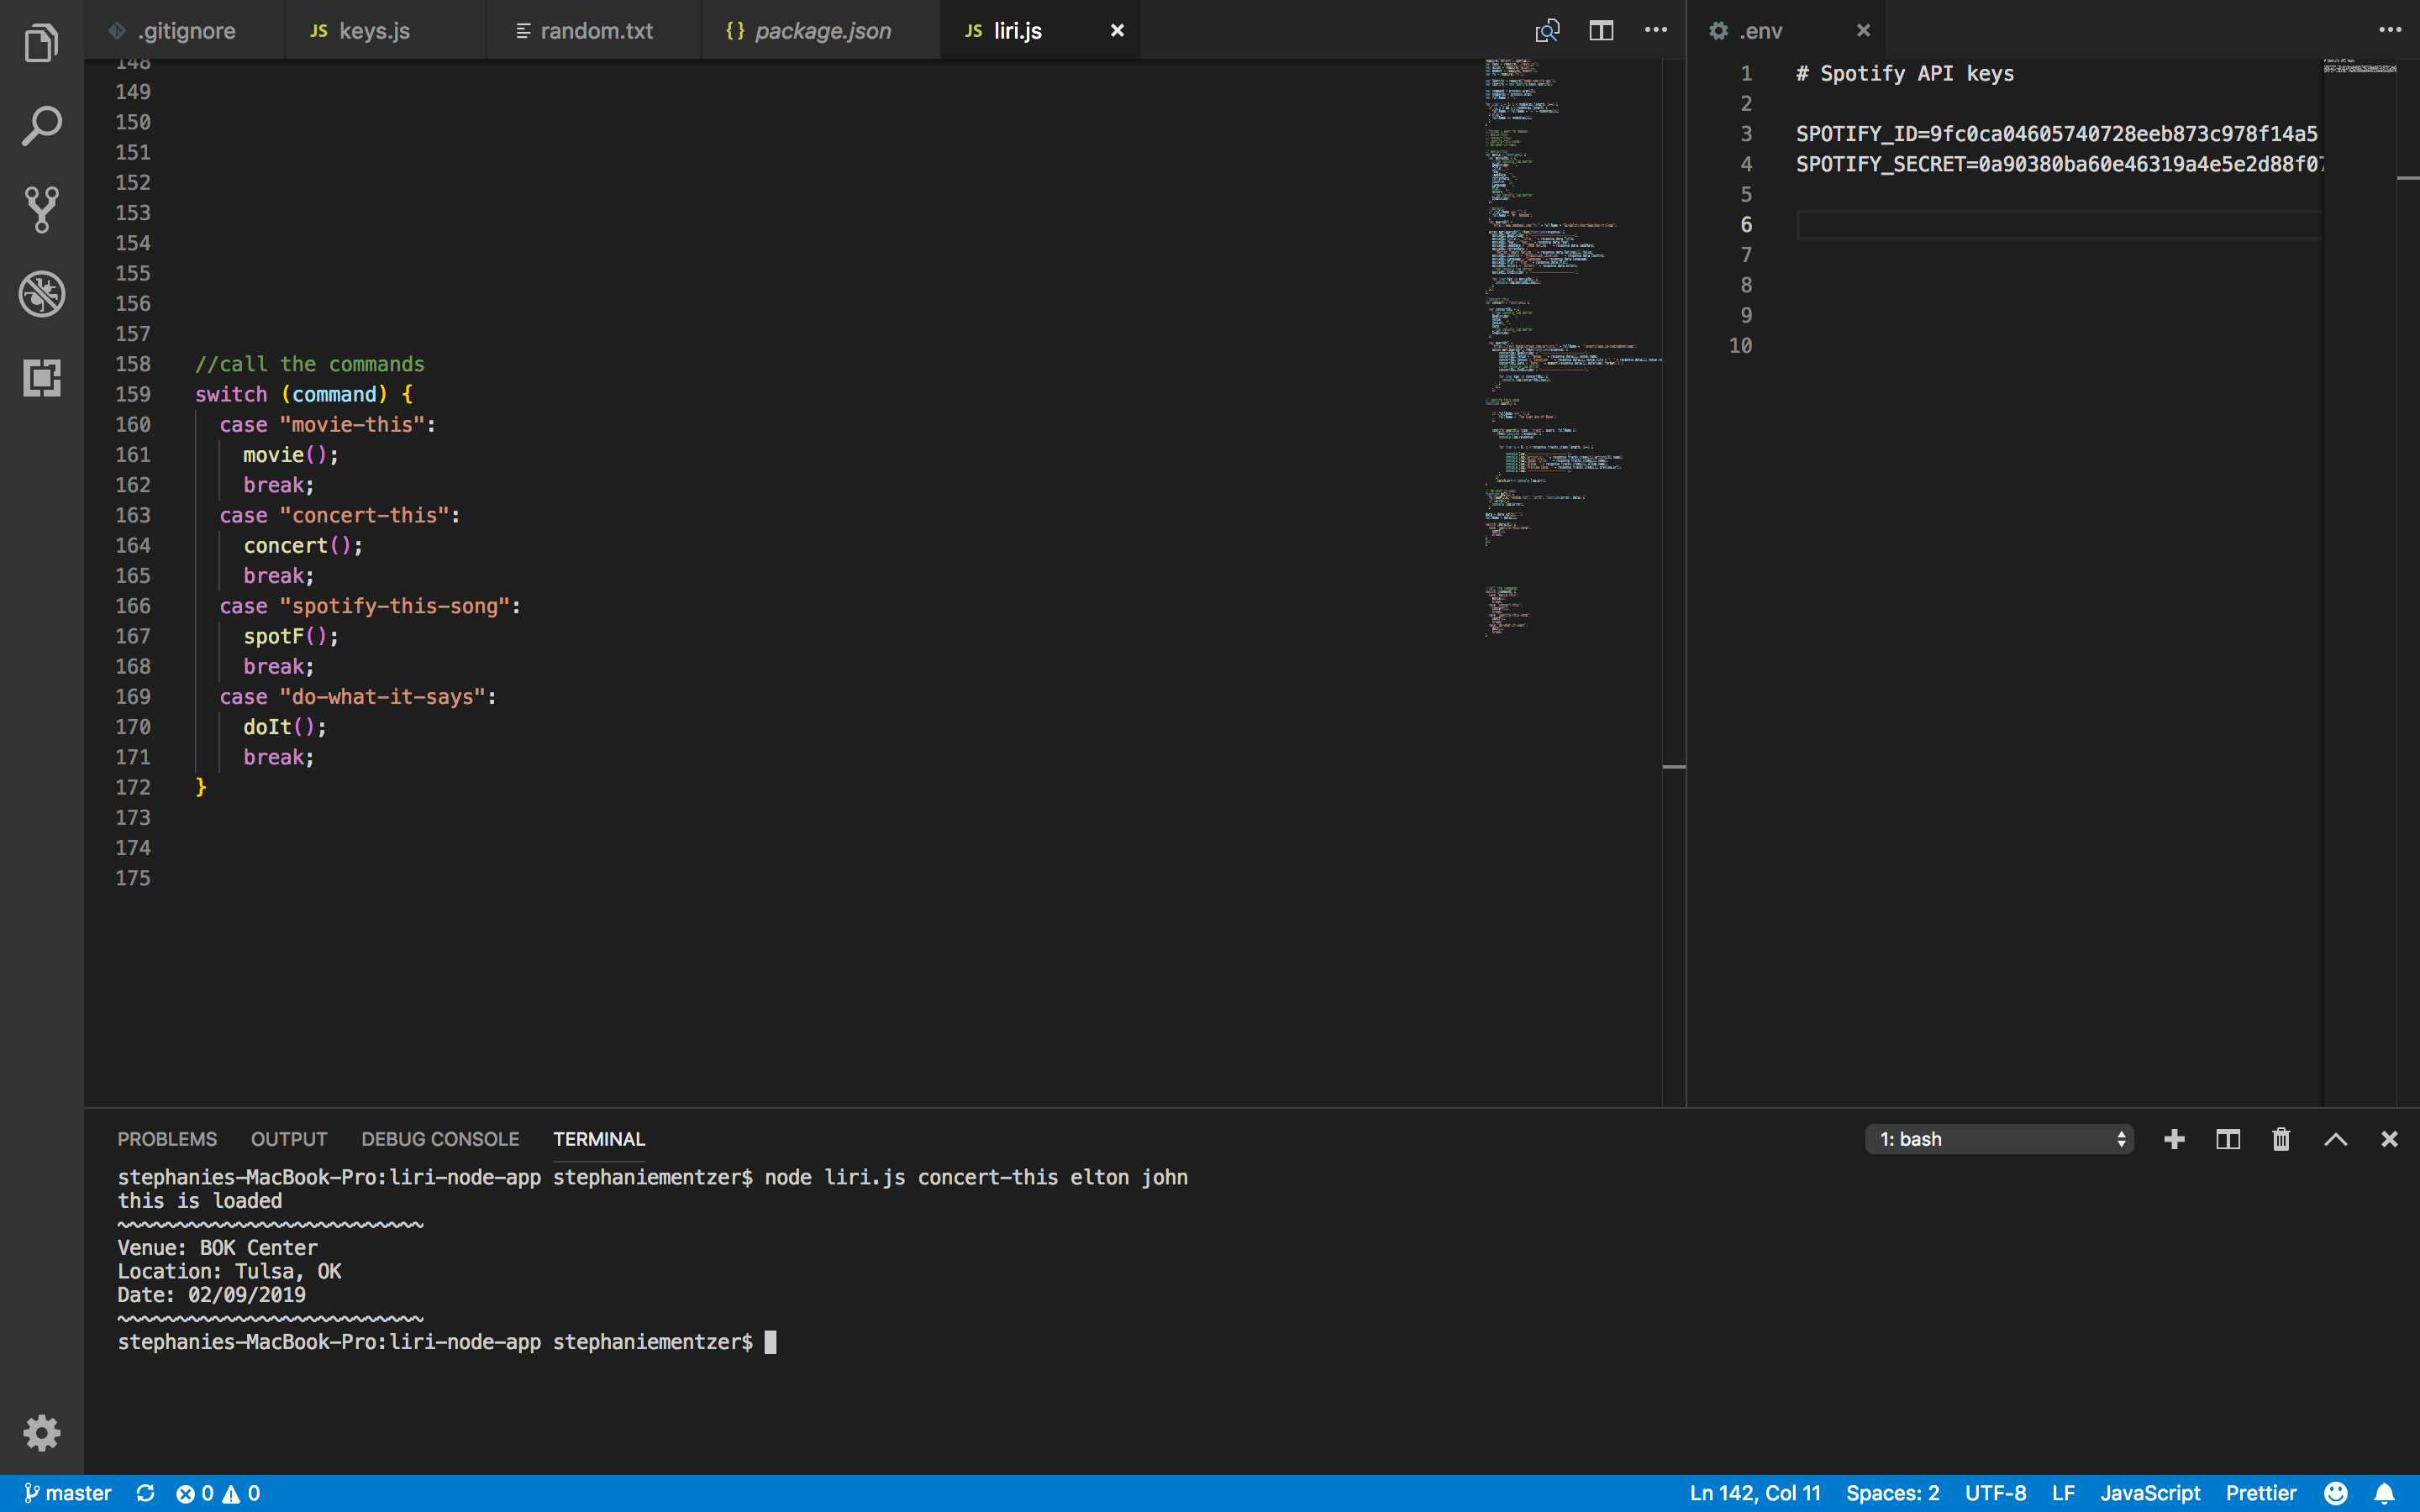 .gitignore
JS keys.js
random.txt
{} package.json
JS liri.js
.env
148
149
150
151
152
153
154
155
156
157
158 //call the commands
159 switch (command) {
160 case "movie-this":
161 movie();
162 break;
163 case "concert-this":
164 concert();
165 break;
166 case "spotify-this-song":
167 spotF();
168 break;
169 case "do-what-it-says":
170 doIt();
171 break;
172 }
173
174
175
1 # Spotify API keys
2
3 SPOTIFY_ID=9fc0ca04605740728eeb873c978f14a5
4 SPOTIFY_SECRET=0a90380ba60e46319a4e5e2d88f07
5
6
7
8
9
10
PROBLEMS OUTPUT DEBUG CONSOLE TERMINAL
1: bash
stephanies-MacBook-Pro:liri-node-app stephaniementzer$ node liri.js concert-this elton john
this is loaded
~~~~~~~~~~~~~~~~~~~~~~~~~~
Venue: BOK Center
Location: Tulsa, OK
Date: 02/09/2019
~~~~~~~~~~~~~~~~~~~~~~~~~~
stephanies-MacBook-Pro:liri-node-app stephaniementzer$
master 0 0
Ln 142, Col 11 Spaces: 2 UTF-8 LF JavaScript Prettier